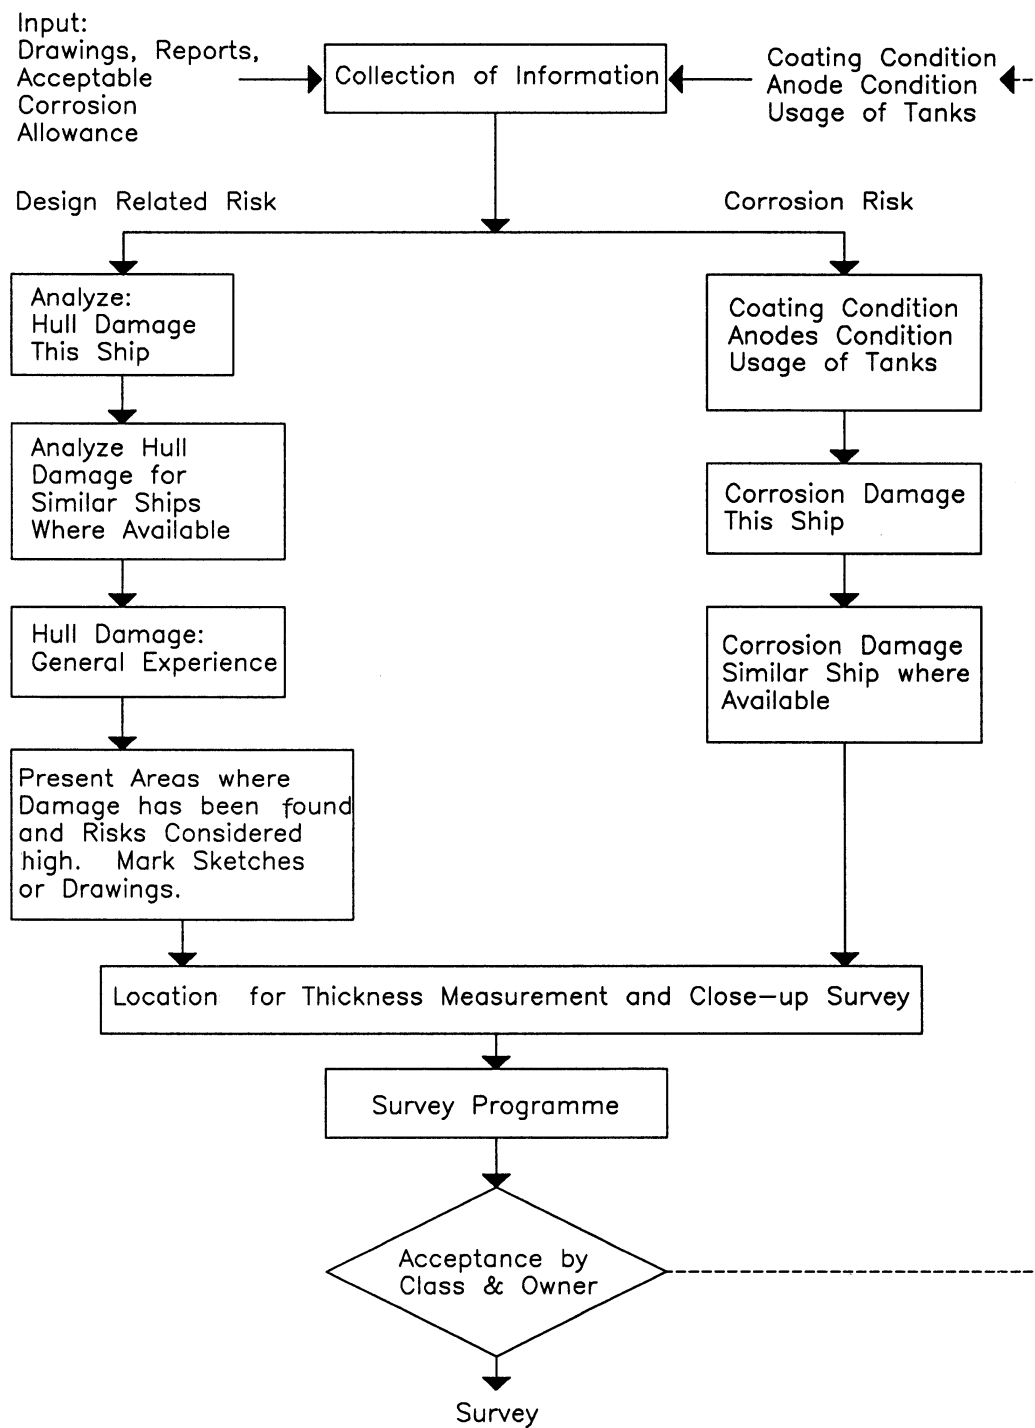 Input:
Drawings, Reports,
Acceptable
Corrosion
Allowance
Collection of Information
Coating Condition
Anode Condition
Usage of Tanks
Design Related Risk
Corrosion Risk
Analyze:
Hull Damage
This Ship
Analyze Hull
Damage for
Similar Ships
Where Available
Hull Damage:
General Experience
Present Areas where
Damage has been found
and Risks Considered
high. Mark Sketches
or Drawings.
Coating Condition
Anodes Condition
Usage of Tanks
Corrosion Damage
This Ship
Corrosion Damage
Similar Ship where
Available
Location for Thickness Measurement and Close-up Survey
Survey Programme
Acceptance by
Class & Owner
Survey